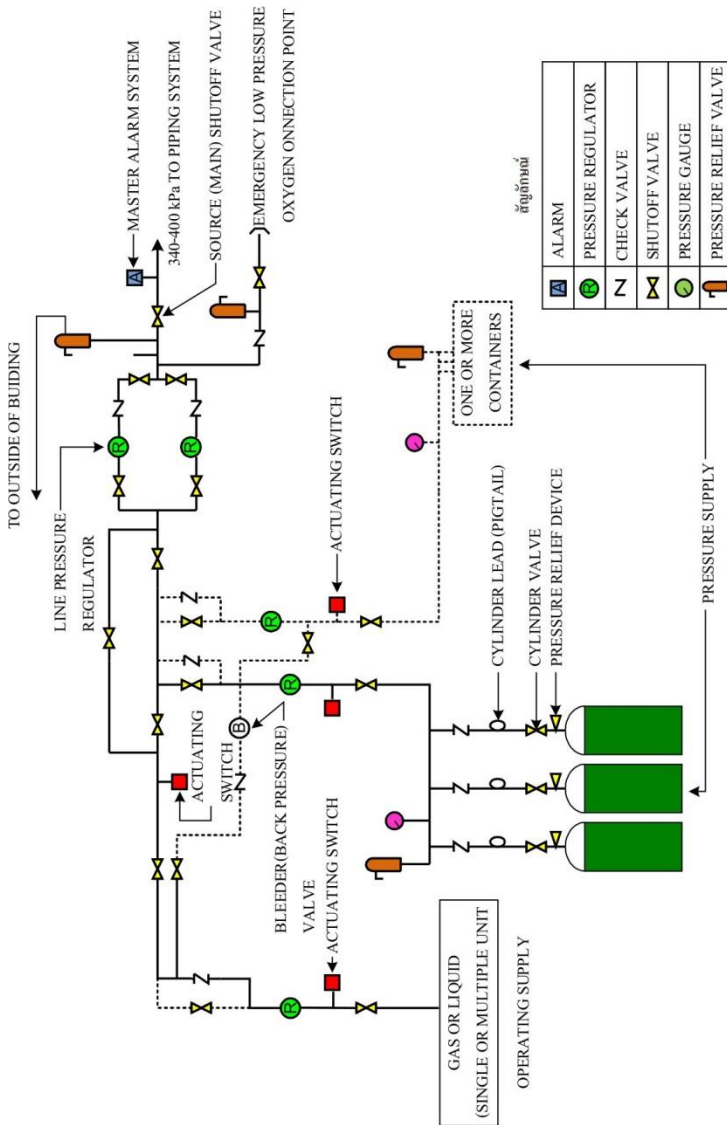 TO OUTSIDE OF BUIDING
MASTER ALARM SYSTEM
A
340-400 kPa TO PIPING SYSTEM
SOURCE (MAIN) SHUTOFF VALVE
EMERGENCY LOW PRESSURE
OXYGEN ONNECTION POINT
LINE PRESSURE
REGULATOR
R
R
ACTUATING
SWITCH
B
BLEEDER(BACK PRESSURE)
VALVE
R
R
R
ACTUATING SWITCH
ACTUATING SWITCH
ONE OR MORE
CONTAINERS
GAS OR LIQUID
(SINGLE OR MULTIPLE UNIT
OPERATING SUPPLY
CYLINDER LEAD (PIGTAIL)
CYLINDER VALVE
PRESSURE RELIEF DEVICE
PRESSURE SUPPLY
สัญลักษณ์
A ALARM
R PRESSURE REGULATOR
CHECK VALVE
SHUTOFF VALVE
PRESSURE GAUGE
PRESSURE RELIEF VALVE